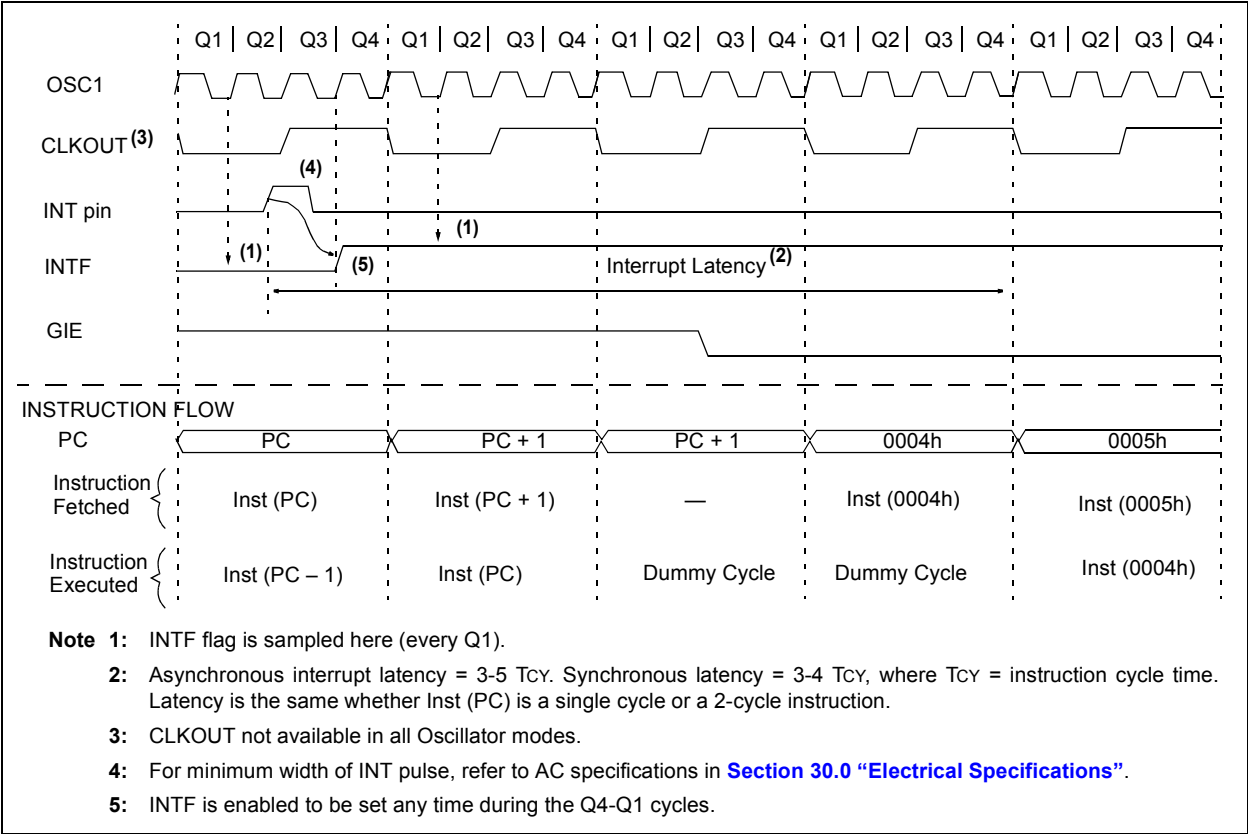 Q1 Q2 Q3 Q4 Q1 Q2 Q3 Q4 Q1 Q2 Q3 Q4 Q1 Q2 Q3 Q4 Q1 Q2 Q3 Q4
OSC1
CLKOUT (3)
(4)
INT pin
(1)
(1)
INTF
(5)
Interrupt Latency (2)
GIE
INSTRUCTION FLOW
PC PC PC + 1 PC + 1 0004h 0005h
Instruction
Fetched
Inst (PC) Inst (PC + 1) — Inst (0004h) Inst (0005h)
Instruction
Executed
Inst (PC – 1) Inst (PC) Dummy Cycle Dummy Cycle Inst (0004h)
Note 1: INTF flag is sampled here (every Q1).
2: Asynchronous interrupt latency = 3-5 TCY. Synchronous latency = 3-4 TCY, where TCY = instruction cycle time.
Latency is the same whether Inst (PC) is a single cycle or a 2-cycle instruction.
3: CLKOUT not available in all Oscillator modes.
4: For minimum width of INT pulse, refer to AC specifications in Section 30.0 “Electrical Specifications”.
5: INTF is enabled to be set any time during the Q4-Q1 cycles.